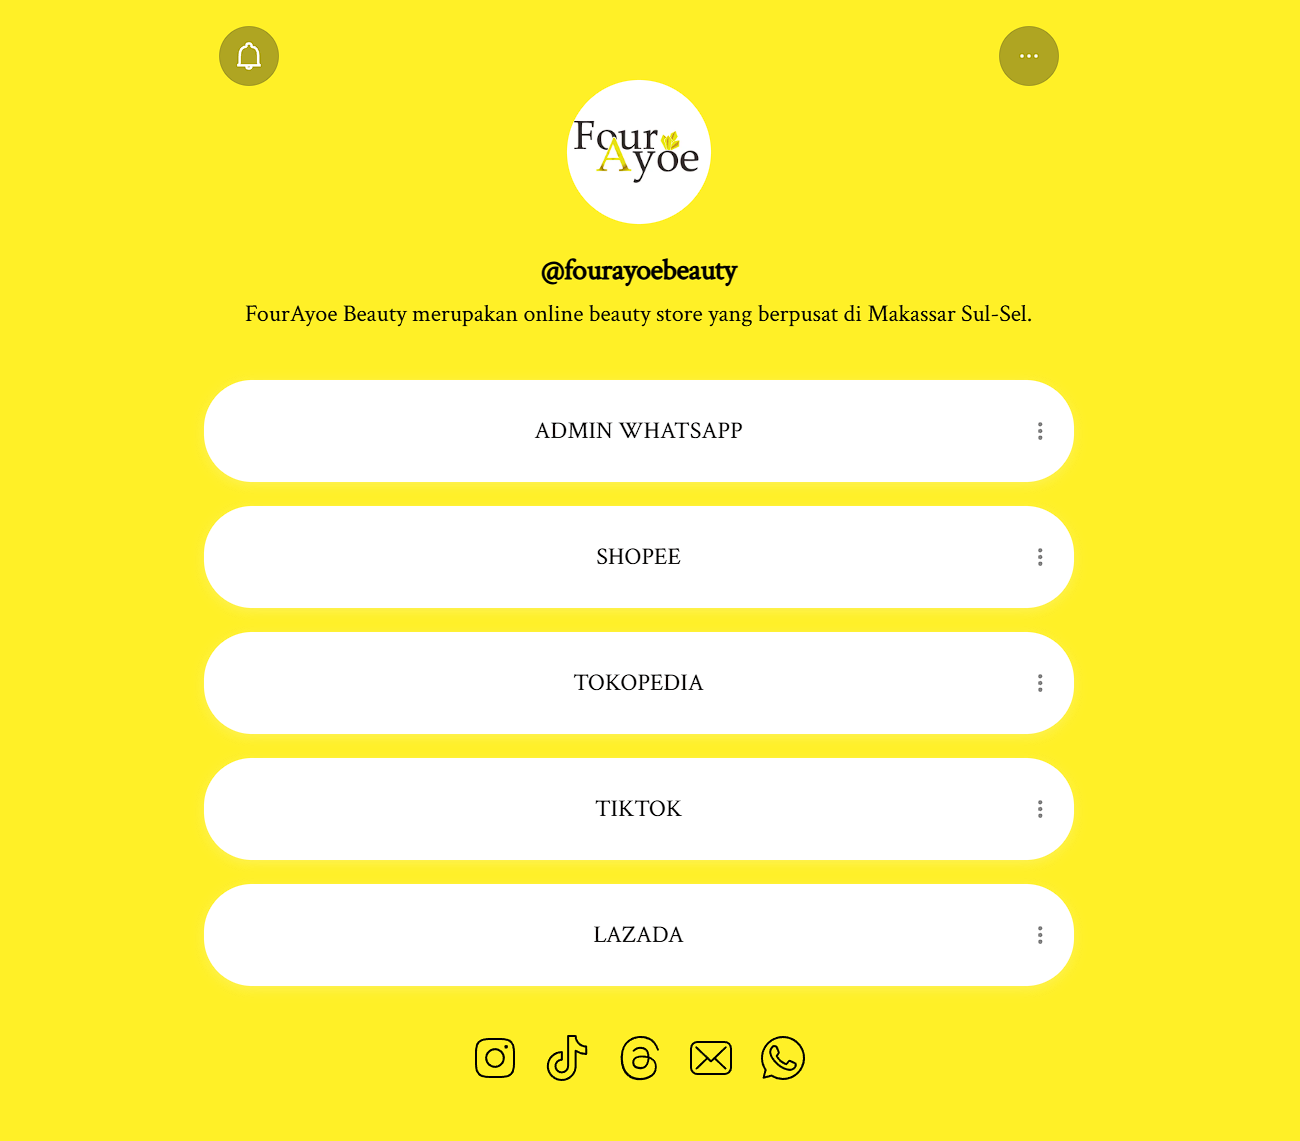 Four
Ayoe
@fourayoebeauty
FourAyoe Beauty merupakan online beauty store yang berpusat di Makassar Sul-Sel.
ADMIN WHATSAPP
SHOPEE
TOKOPEDIA
TIKTOK
LAZADA